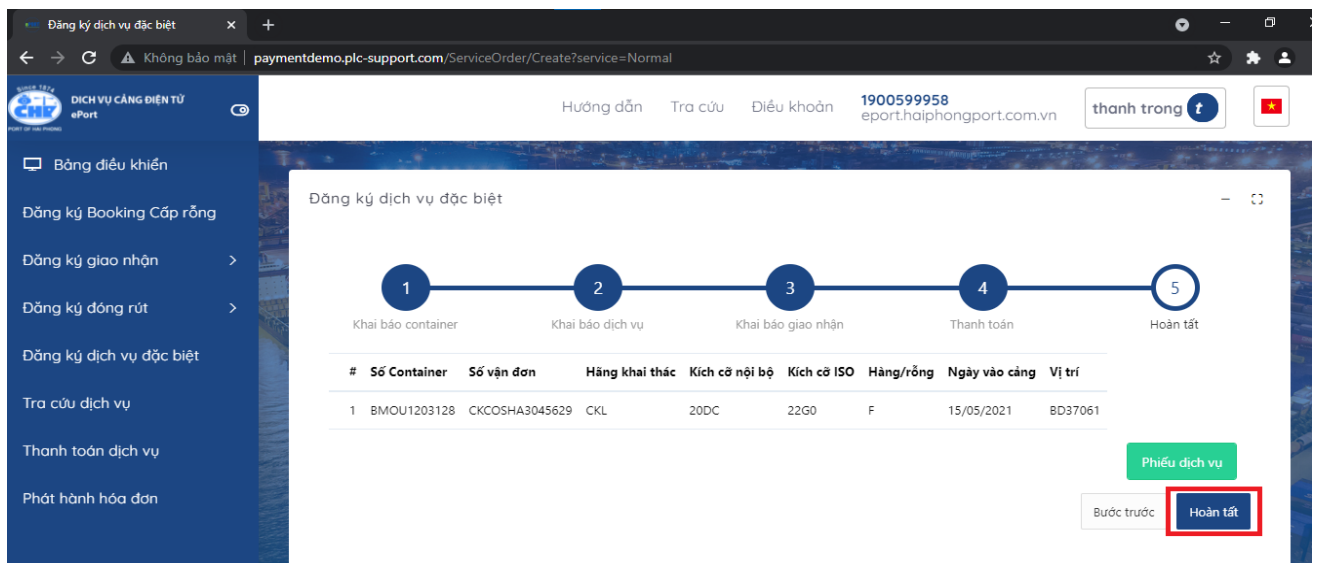 Đăng ký dịch vụ đặc biệt × +
Không bảo mật | paymentdemo.plc-support.com/ServiceOrder/Create?service=Normal
SINCE 1874
CHP
PORT OF HAI PHONG
DỊCH VỤ CẢNG ĐIỆN TỬ
ePort
Hướng dẫn Tra cứu Điều khoản 1900599958
eport.haiphongport.com.vn
thanh trong t
Bảng điều khiển
Đăng ký Booking Cấp rỗng
Đăng ký giao nhận >
Đăng ký đóng rút >
Đăng ký dịch vụ đặc biệt
Tra cứu dịch vụ
Thanh toán dịch vụ
Phát hành hóa đơn
Đăng ký dịch vụ đặc biệt
1 2 3 4 5
Khai báo container Khai báo dịch vụ Khai báo giao nhận Thanh toán Hoàn tất
# Số Container Số vận đơn Hãng khai thác Kích cỡ nội bộ Kích cỡ ISO Hàng/rỗng Ngày vào cảng Vị trí
1 BMOU1203128 CKCOSHA3045629 CKL 20DC 22G0 F 15/05/2021 BD37061
Phiếu dịch vụ
Bước trước Hoàn tất